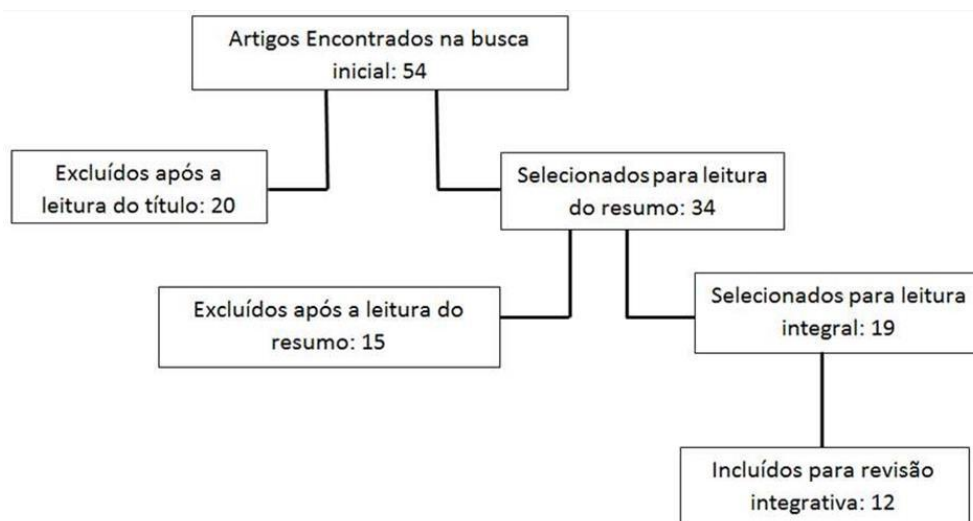 Artigos Encontrados na busca
inicial: 54
Excluídos após a
leitura do título: 20
Selecionados para leitura
do resumo: 34
Excluídos após a leitura do
resumo: 15
Selecionados para leitura
integral: 19
Incluídos para revisão
integrativa: 12